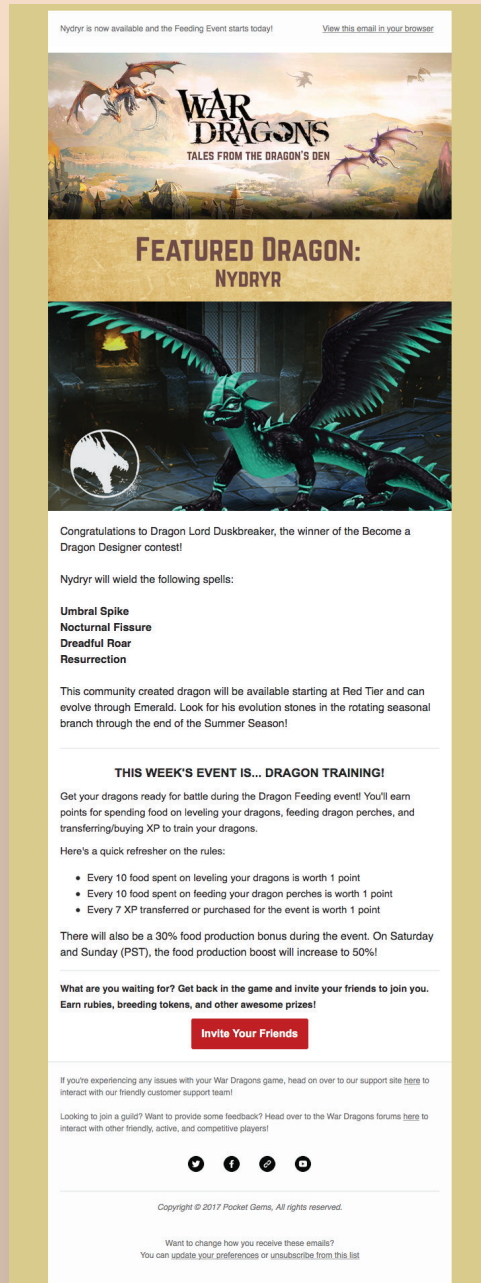 Nydryr is now available and the Feeding Event starts today!
View this email in your browser
WAR
DRAGONS
TALES FROM THE DRAGON'S DEN
FEATURED DRAGON:
NYDRYR
Congratulations to Dragon Lord Duskbreaker, the winner of the Become a
Dragon Designer contest!
Nydryr will wield the following spells:
Umbral Spike
Nocturnal Fissure
Dreadful Roar
Resurrection
This community created dragon will be available starting at Red Tier and can
evolve through Emerald. Look for his evolution stones in the rotating seasonal
branch through the end of the Summer Season!
THIS WEEK'S EVENT IS... DRAGON TRAINING!
Get your dragons ready for battle during the Dragon Feeding event! You'll earn
points for spending food on leveling your dragons, feeding dragon perches, and
transferring/buying XP to train your dragons.
Here's a quick refresher on the rules:
• Every 10 food spent on leveling your dragons is worth 1 point
• Every 10 food spent on feeding your dragon perches is worth 1 point
• Every 7 XP transferred or purchased for the event is worth 1 point
There will also be a 30% food production bonus during the event. On Saturday
and Sunday (PST), the food production boost will increase to 50%!
What are you waiting for? Get back in the game and invite your friends to join you.
Earn rubies, breeding tokens, and other awesome prizes!
Invite Your Friends
If you're experiencing any issues with your War Dragons game, head on over to our support site here to
interact with our friendly customer support team!
Looking to join a guild? Want to provide some feedback? Head over to the War Dragons forums here to
interact with other friendly, active, and competitive players!
Copyright © 2017 Pocket Gems, All rights reserved.
Want to change how you receive these emails?
You can update your preferences or unsubscribe from this list